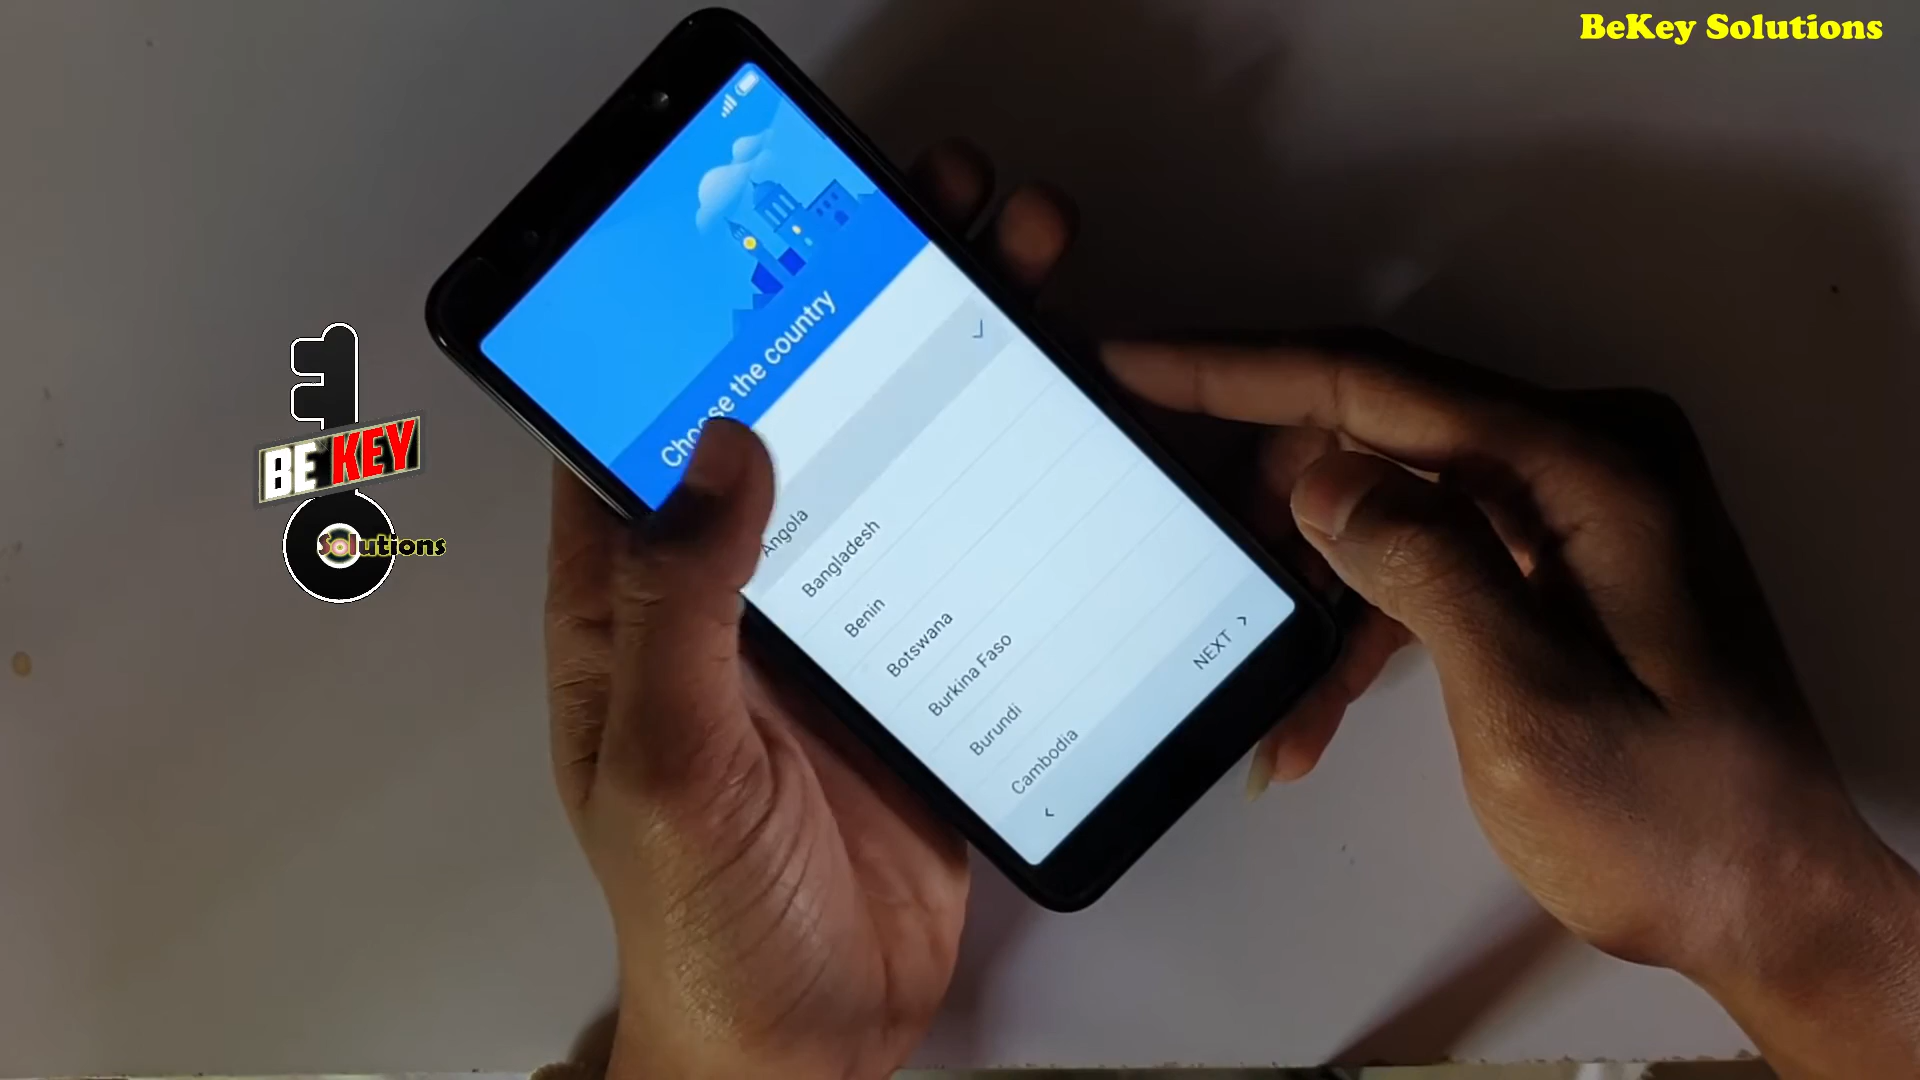 BeKey Solutions
Choose the country
Angola
Bangladesh
Benin
Botswana
Burkina Faso
Burundi
Cambodia
NEXT
BE KEY
Solutions